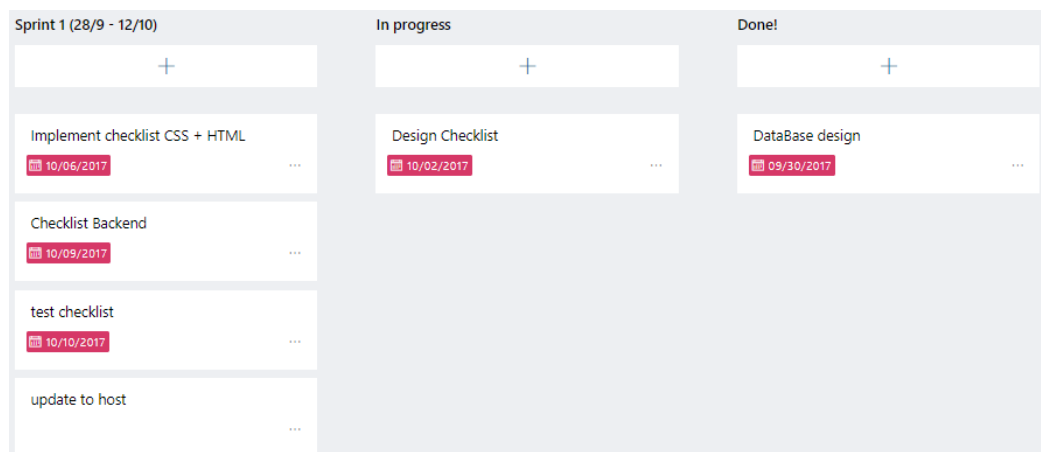 Sprint 1 (28/9 - 12/10)
Implement checklist CSS + HTML
10/06/2017
Checklist Backend
10/09/2017
test checklist
10/10/2017
update to host
In progress
Design Checklist
10/02/2017
Done!
DataBase design
09/30/2017